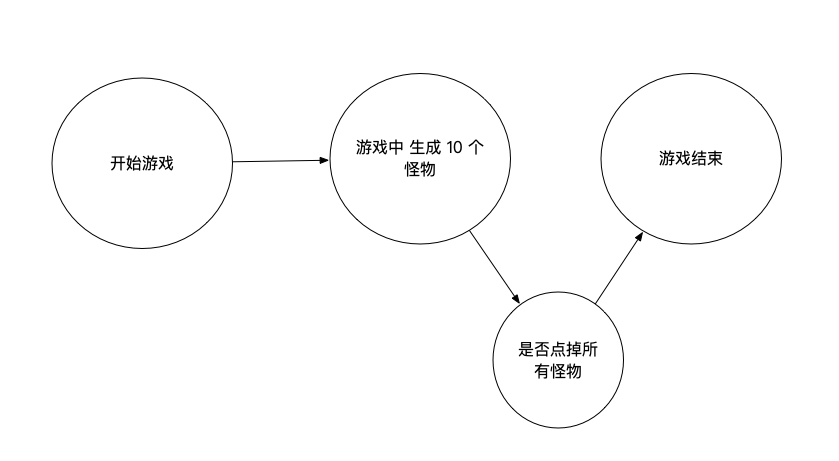 开始游戏
游戏中 生成 10 个
怪物
游戏结束
是否点掉所
有怪物